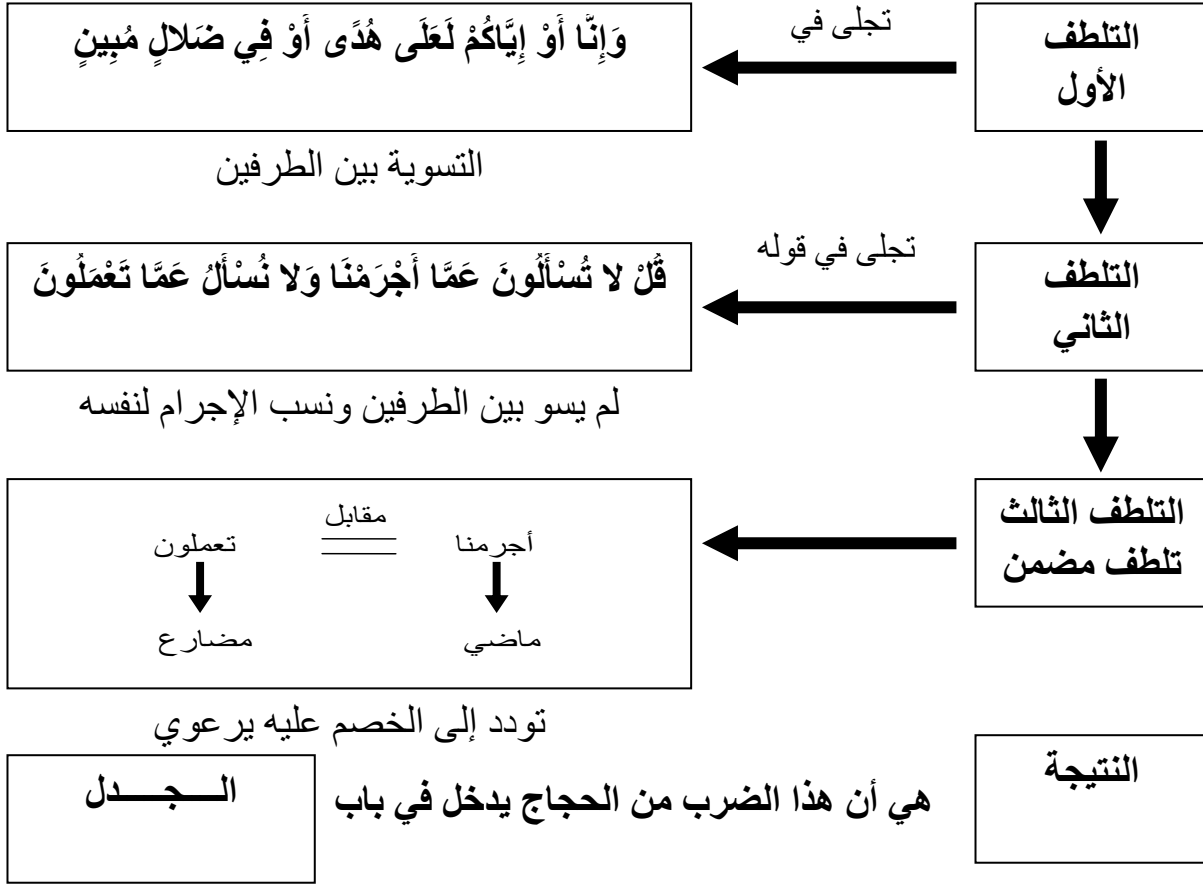 التلطف
الأول
تجلى في
وَإِنَّا أَوْ إِيَّاكُمْ لَعَلَى هُدًى أَوْ فِي ضَلالٍ مُبِينٍ
التسوية بين الطرفين
التلطف
الثاني
تجلى في قوله
قُلْ لا تُسْأَلُونَ عَمَّا أَجْرَمْنَا وَلا نُسْأَلُ عَمَّا تَعْمَلُونَ
لم يسو بين الطرفين ونسب الإجرام لنفسه
التلطف الثالث
تلطف مضمن
أجرمنا
مقابل
تعملون
ماضي
مضارع
تودد إلى الخصم عليه يرعوي
النتيجة
هي أن هذا الضرب من الحجاج يدخل في باب
الـــجــــدل